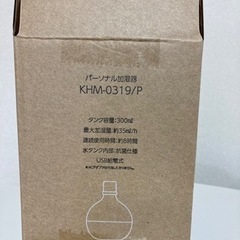 パーソナル加湿器
KHM-0319/P
タンク容量:300ml
最大加湿量:約35ml/h
連続使用時間:約8時間
水タンク内部:抗菌仕様
USB給電式